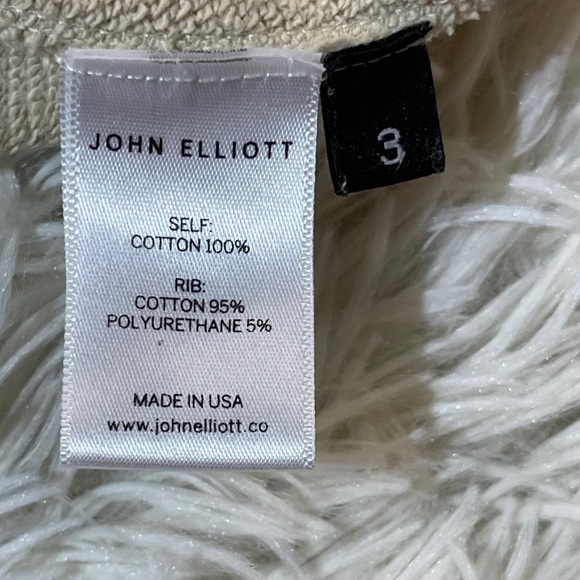 JOHN ELLIOTT
3
SELF:
COTTON 100%
RIB:
COTTON 95%
POLYURETHANE 5%
MADE IN USA
www.johnelliott.co